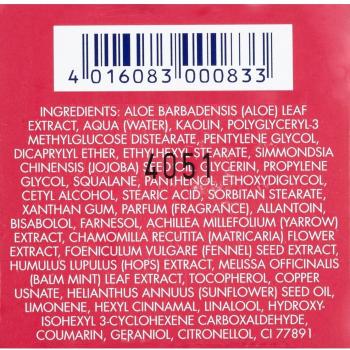 4 016083 000833
INGREDIENTS: ALOE BARBADENSIS (ALOE) LEAF
EXTRACT, AQUA (WATER), KAOLIN, POLYGLYCERYL-3
METHYLGLUCOSE DISTEARATE, PENTYLENE GLYCOL,
DICAPRYLYL ETHER, ETHYLHEXYL STEARATE, SIMMONDSIA
CHINENSIS (JOJOBA) GLYCERIN, PROPYLENE
GLYCOL, SQUALANE, PANTHENOL, ETHOXYDIGLYCOL,
CETYL ALCOHOL, STEARIC ACID, SORBITAN STEARATE,
XANTHAN GUM, PARFUM (FRAGRANCE), ALLANTOIN,
BISABOLOL, FARNESOL, ACHILLEA MILLEFOLIUM (YARROW)
EXTRACT, CHAMOMILLA RECUTITA (MATRICARIA) FLOWER
EXTRACT, FOENICULUM VULGARE (FENNEL) SEED EXTRACT,
HUMULUS LUPULUS (HOPS) EXTRACT, MELISSA OFFICINALIS
(BALM MINT) LEAF EXTRACT, TOCOPHEROL, COPPER
USNATE, HELIANTHUS ANNUUS (SUNFLOWER) SEED OIL,
LIMONENE, HEXYL CINNAMAL, LINALOOL, HYDROXY-
ISOHEXYL 3-CYCLOHEXENE CARBOXALDEHYDE,
COUMARIN, GERANIOL, CITRONELLOL, CI 77891
4051